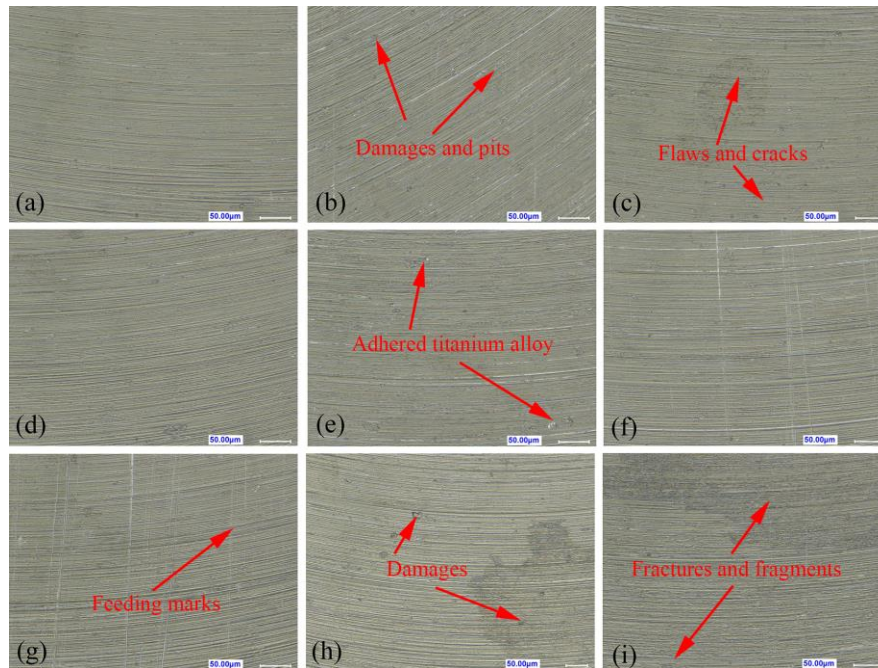 Damages and pits
Flaws and cracks
(a)
50.00μm
(b)
50.00μm
(c)
50.00μm
Adhered titanium alloy
(d)
50.00μm
(e)
50.00μm
(f)
50.00μm
Feeding marks
Damages
Fractures and fragments
(g)
50.00μm
(h)
50.00μm
(i)
50.00μm